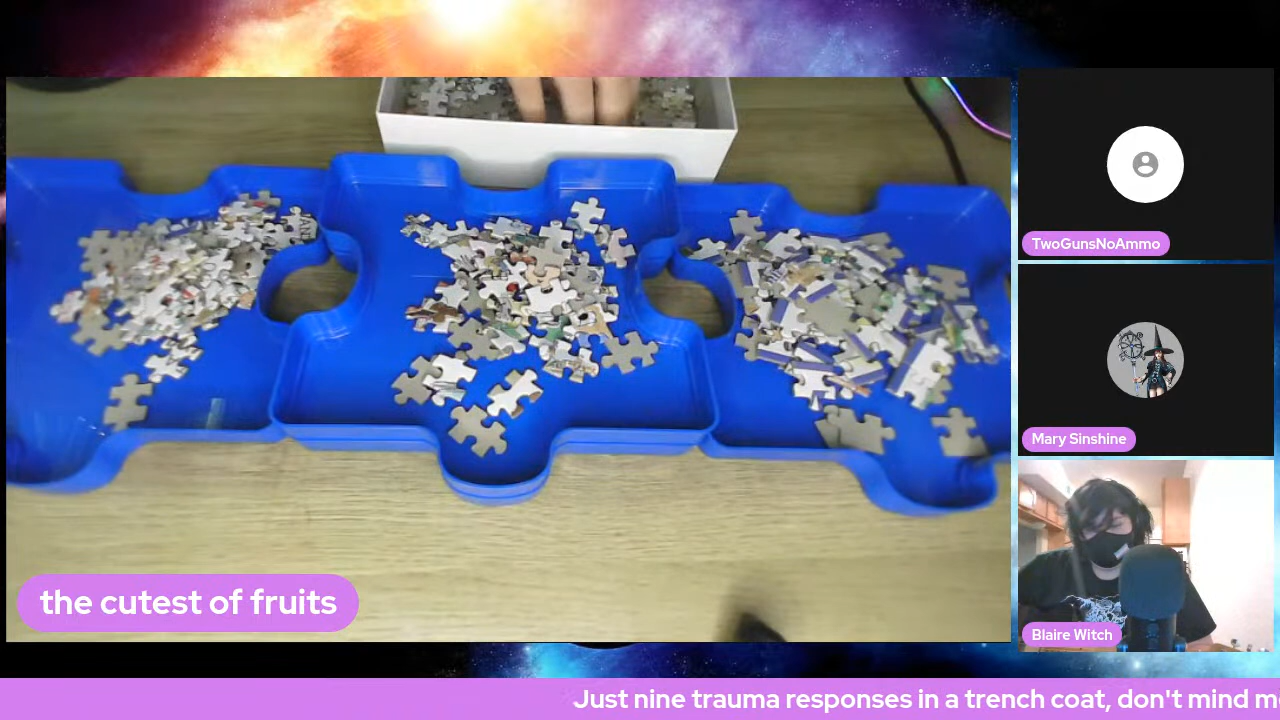 TwoGunsNoAmmo
Mary Sinshine
the cutest of fruits
Blaire Witch
Just nine trauma responses in a trench coat, don't mind m